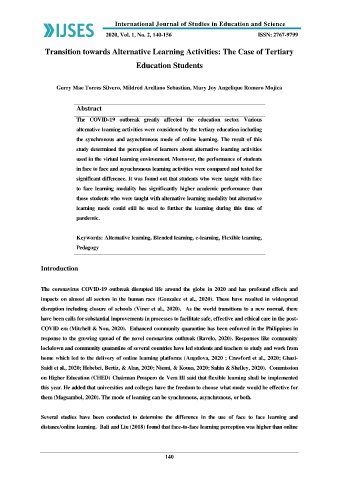 International Journal of Studies in Education and Science
IJSES
2020, Vol. 1, No. 2, 140-156 ISSN: 2767-9799
Transition towards Alternative Learning Activities: The Case of Tertiary
Education Students
Gerry Mae Torres Silvero, Mildred Arellano Sebastian, Mary Joy Angelique Romero Mojica
Abstract
The COVID-19 outbreak greatly affected the education sector. Various
alternative learning activities were considered by the tertiary education including
the synchronous and asynchronous mode of online learning. The result of this
study determined the perception of learners about alternative learning activities
used in the virtual learning environment. Moreover, the performance of students
in face to face and asynchronous learning activities were compared and tested for
significant difference. It was found out that students who were taught with face
to face learning modality has significantly higher academic performance than
those students who were taught with alternative learning modality but alternative
learning mode could still be used to further the learning during this time of
pandemic.
Keywords: Alternative learning, Blended learning, e-learning, Flexible learning,
Pedagogy
Introduction
The coronavirus COVID-19 outbreak disrupted life around the globe in 2020 and has profound effects and
impacts on almost all sectors in the human race (Gonzalez et al., 2020). These have resulted in widespread
disruption including closure of schools (Viner et al., 2020). As the world transitions to a new normal, there
have been calls for substantial improvements in processes to facilitate safe, effective and ethical care in the post-
COVID era (Mitchell & Nou, 2020). Enhanced community quarantine has been enforced in the Philippines in
response to the growing spread of the novel coronavirus outbreak (Ravelo, 2020). Responses like community
lockdown and community quarantine of several countries have led students and teachers to study and work from
home which led to the delivery of online learning platforms (Angelova, 2020 ; Crawford et al., 2020; Ghazi-
Saidi et al., 2020; Hebebci, Bertiz, & Alan, 2020; Niemi, & Kousa, 2020; Sahin & Shelley, 2020). Commission
on Higher Education (CHED) Chairman Prospero de Vera III said that flexible learning shall be implemented
this year. He added that universities and colleges have the freedom to choose what mode would be effective for
them (Magsambol, 2020). The mode of learning can be synchronous, asynchronous, or both.
Several studies have been conducted to determine the difference in the use of face to face learning and
distance/online learning. Bali and Liu (2018) found that face-to-face learning perception was higher than online
140